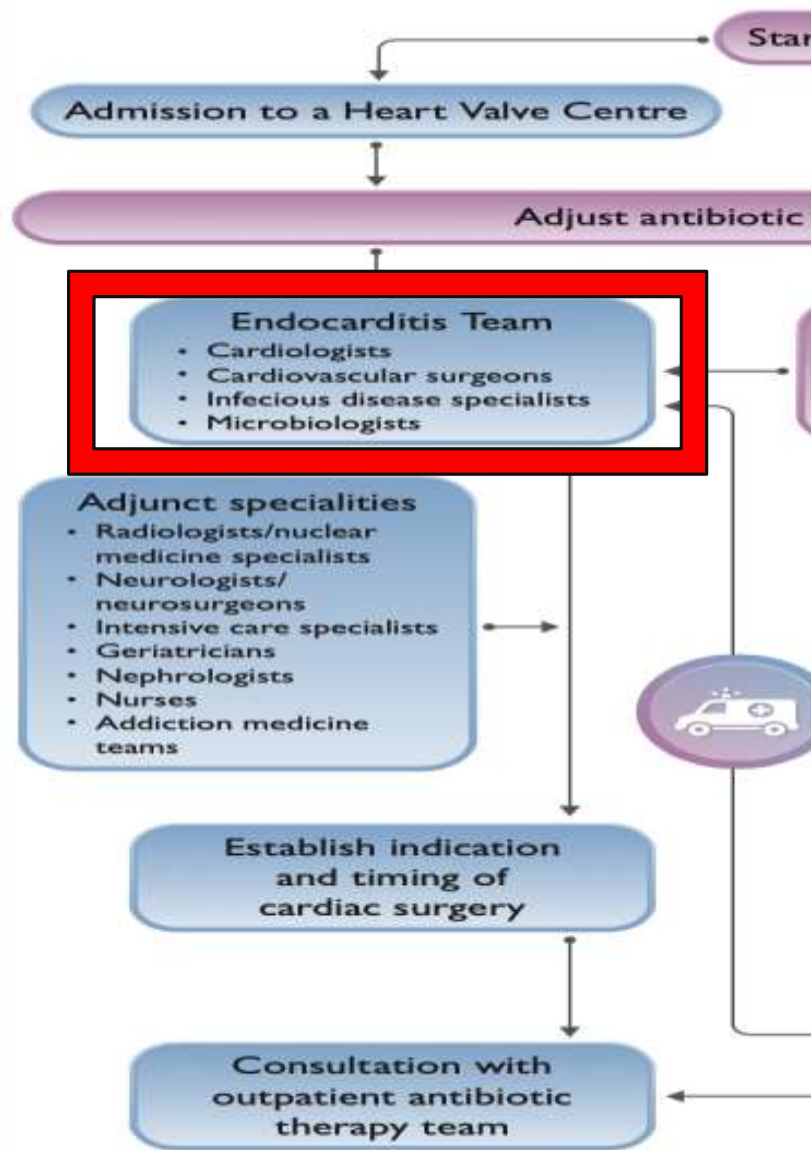 Star
Admission to a Heart Valve Centre
Adjust antibiotic
Endocarditis Team
• Cardiologists
• Cardiovascular surgeons
• Infecious disease specialists
• Microbiologists
Adjunct specialities
• Radiologists/nuclear
medicine specialists
• Neurologists/
neurosurgeons
• Intensive care specialists
• Geriatricians
• Nephrologists
• Nurses
• Addiction medicine
teams
Establish indication
and timing of
cardiac surgery
Consultation with
outpatient antibiotic
therapy team